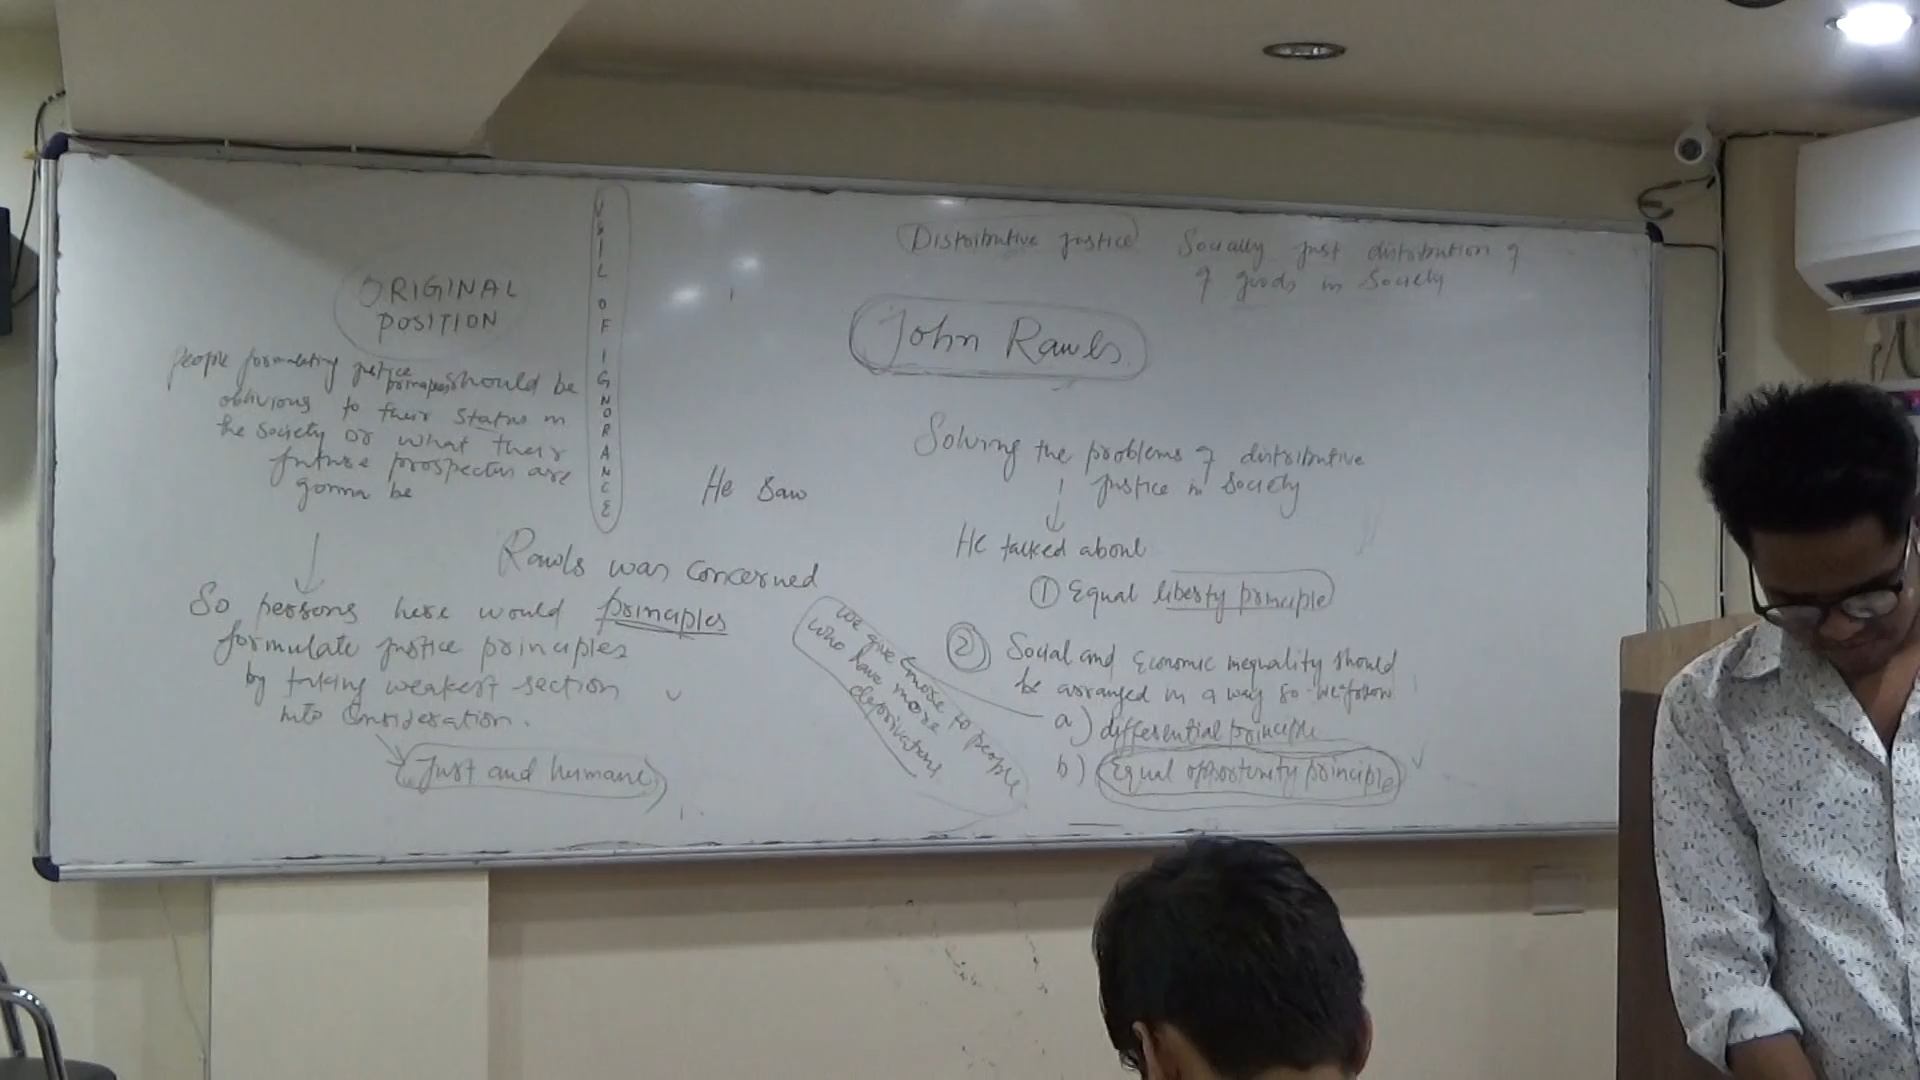 ORIGINAL
POSITION
People formulating justice
principles should be
oblivious to their status in
the society or what their
future prospectus are
gonna be
So persons here would
formulate justice principles
by taking weakest section
into consideration.
Just and humane
VEIL OF IGNORANCE
He saw
Rawls was concerned
principles
Distributive justice Socially just distribution of
of goods in Society
John Rawls
Solving the problems of distributive
justice in Society
He talked about
① Equal liberty principle
② Social and Economic inequality should
be arranged in a way so we follow
a) differential principle
b) Equal opportunity principle
We give more to people
who have more
deprivations